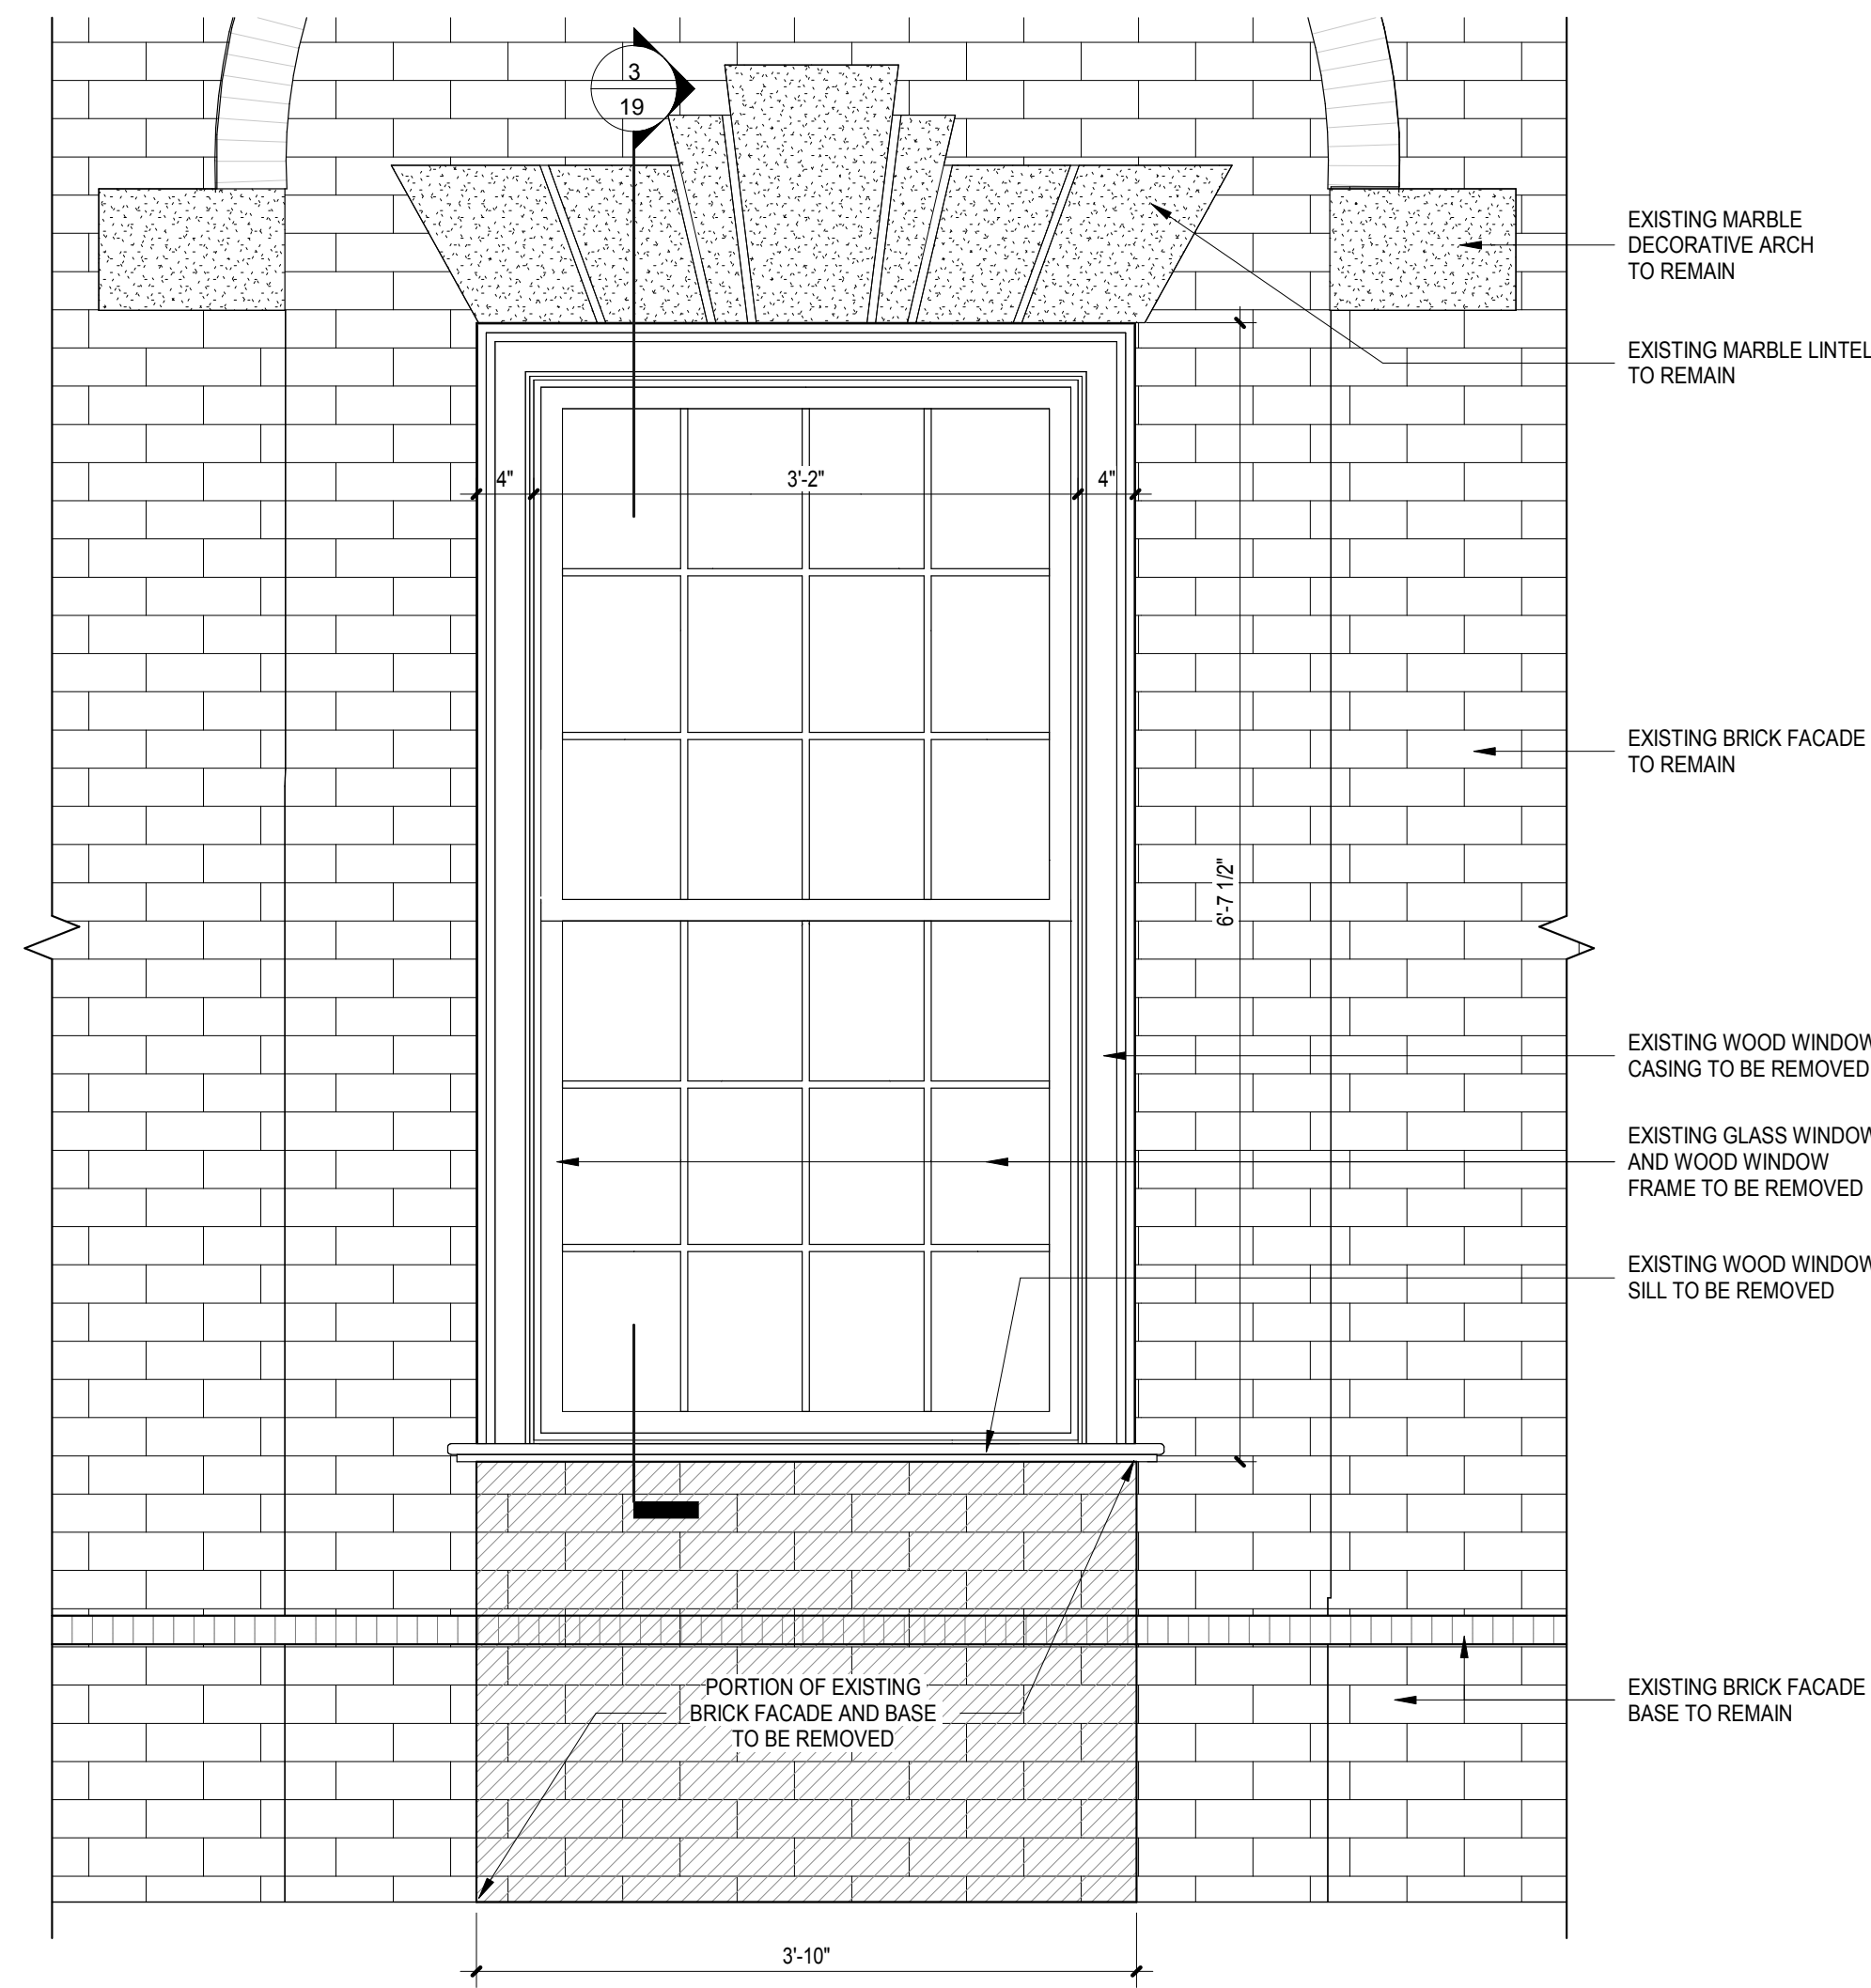 3
19
EXISTING MARBLE
DECORATIVE ARCH
TO REMAIN
EXISTING MARBLE LINTEL
TO REMAIN
4"
3'-2"
4"
EXISTING BRICK FACADE
TO REMAIN
6'-7 1/2"
EXISTING WOOD WINDOW
CASING TO BE REMOVED
EXISTING GLASS WINDOW
AND WOOD WINDOW
FRAME TO BE REMOVED
EXISTING WOOD WINDOW
SILL TO BE REMOVED
PORTION OF EXISTING
BRICK FACADE AND BASE
TO BE REMOVED
EXISTING BRICK FACADE
BASE TO REMAIN
3'-10"